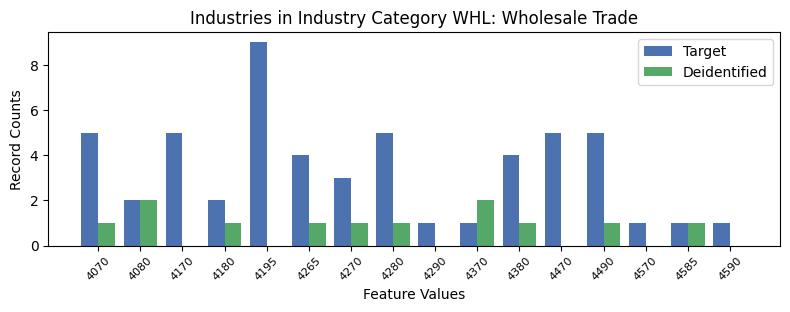 Industries in Industry Category WHL: Wholesale Trade
Target
Deidentified
Record Counts
8
6
4
2
0
4070 4080 4170 4180 4195 4265 4270 4280 4290 4370 4380 4470 4490 4570 4585 4590
Feature Values